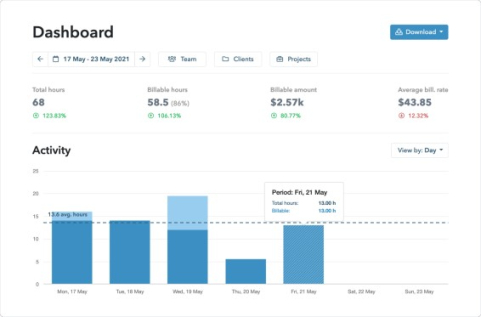 Dashboard
Download
17 May - 23 May 2021
Team
Clients
Projects
Total hours
Billable hours
Billable amount
Average bill. rate
68
58.5 (86%)
$2.57k
$43.85
123.83%
106.13%
80.77%
12.32%
Activity
View by: Day
25
20
15
10
5
0
13.6 avg. hours
Period: Fri, 21 May
Total hours: 13.00 h
Billable: 13.00 h
Mon, 17 May
Tue, 18 May
Wed, 19 May
Thu, 20 May
Fri, 21 May
Sat, 22 May
Sun, 23 May